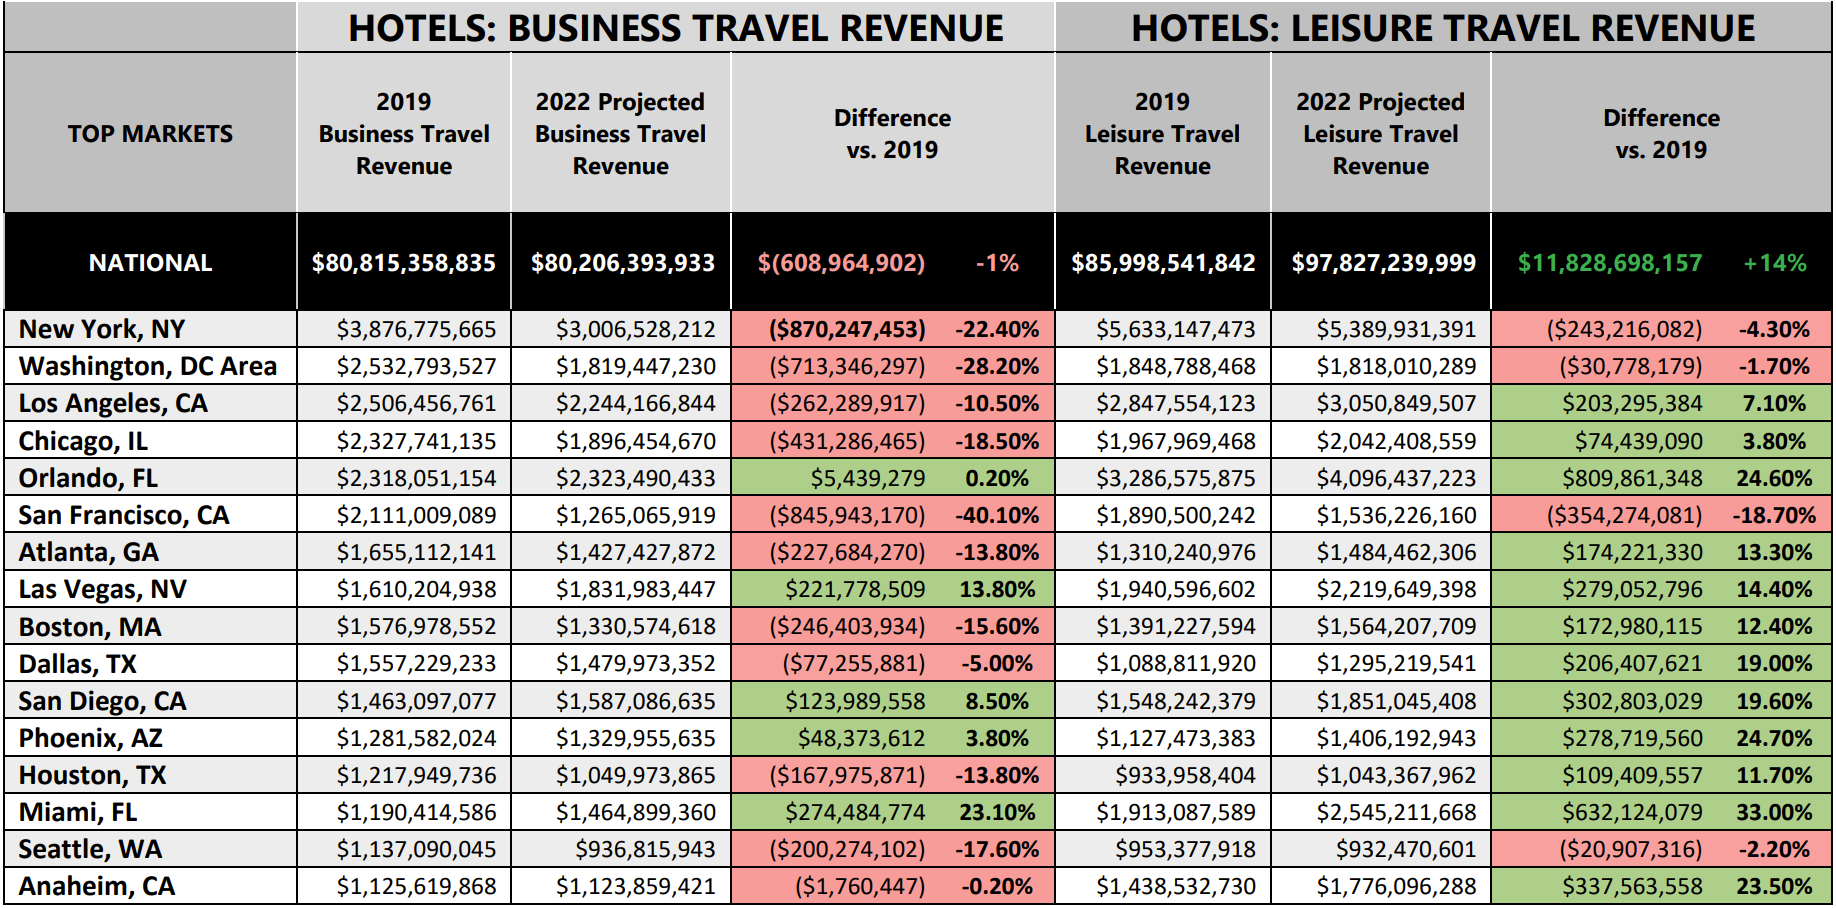 HOTELS: BUSINESS TRAVEL REVENUE HOTELS: LEISURE TRAVEL REVENUE
TOP MARKETS
2019
Business Travel
Revenue
2022 Projected
Business Travel
Revenue
Difference
vs. 2019
2019
Leisure Travel
Revenue
2022 Projected
Leisure Travel
Revenue
Difference
vs. 2019
NATIONAL $80,815,358,835 $80,206,393,933 $(608,964,902) -1% $85,998,541,842 $97,827,239,999 $11,828,698,157 +14%
New York, NY $3,876,775,665 $3,006,528,212 ($870,247,453) -22.40% $5,633,147,473 $5,389,931,391 ($243,216,082) -4.30%
Washington, DC Area $2,532,793,527 $1,819,447,230 ($713,346,297) -28.20% $1,848,788,468 $1,818,010,289 ($30,778,179) -1.70%
Los Angeles, CA $2,506,456,761 $2,244,166,844 ($262,289,917) -10.50% $2,847,554,123 $3,050,849,507 $203,295,384 7.10%
Chicago, IL $2,327,741,135 $1,896,454,670 ($431,286,465) -18.50% $1,967,969,468 $2,042,408,559 $74,439,090 3.80%
Orlando, FL $2,318,051,154 $2,323,490,433 $5,439,279 0.20% $3,286,575,875 $4,096,437,223 $809,861,348 24.60%
San Francisco, CA $2,111,009,089 $1,265,065,919 ($845,943,170) -40.10% $1,890,500,242 $1,536,226,160 ($354,274,081) -18.70%
Atlanta, GA $1,655,112,141 $1,427,427,872 ($227,684,270) -13.80% $1,310,240,976 $1,484,462,306 $174,221,330 13.30%
Las Vegas, NV $1,610,204,938 $1,831,983,447 $221,778,509 13.80% $1,940,596,602 $2,219,649,398 $279,052,796 14.40%
Boston, MA $1,576,978,552 $1,330,574,618 ($246,403,934) -15.60% $1,391,227,594 $1,564,207,709 $172,980,115 12.40%
Dallas, TX $1,557,229,233 $1,479,973,352 ($77,255,881) -5.00% $1,088,811,920 $1,295,219,541 $206,407,621 19.00%
San Diego, CA $1,463,097,077 $1,587,086,635 $123,989,558 8.50% $1,548,242,379 $1,851,045,408 $302,803,029 19.60%
Phoenix, AZ $1,281,582,024 $1,329,955,635 $48,373,612 3.80% $1,127,473,383 $1,406,192,943 $278,719,560 24.70%
Houston, TX $1,217,949,736 $1,049,973,865 ($167,975,871) -13.80% $933,958,404 $1,043,367,962 $109,409,557 11.70%
Miami, FL $1,190,414,586 $1,464,899,360 $274,484,774 23.10% $1,913,087,589 $2,545,211,668 $632,124,079 33.00%
Seattle, WA $1,137,090,045 $936,815,943 ($200,274,102) -17.60% $953,377,918 $932,470,601 ($20,907,316) -2.20%
Anaheim, CA $1,125,619,868 $1,123,859,421 ($1,760,447) -0.20% $1,438,532,730 $1,776,096,288 $337,563,558 23.50%